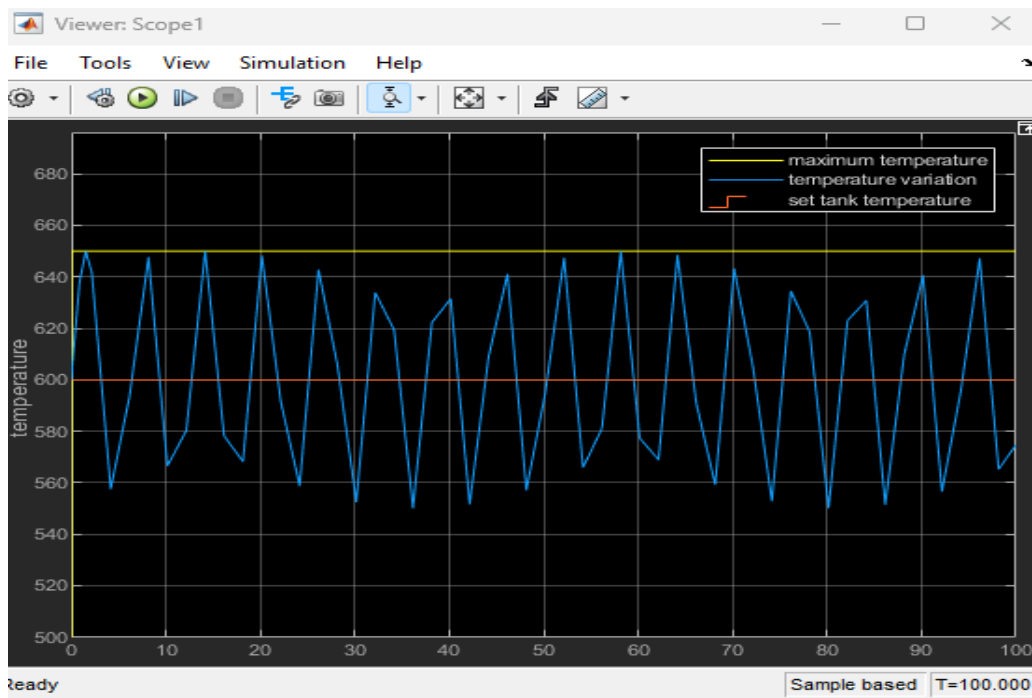 Viewer: Scope1
File Tools View Simulation Help
maximum temperature
temperature variation
set tank temperature
temperature
680
660
640
620
600
580
560
540
520
500
0 10 20 30 40 50 60 70 80 90 100
Ready Sample based T=100.000